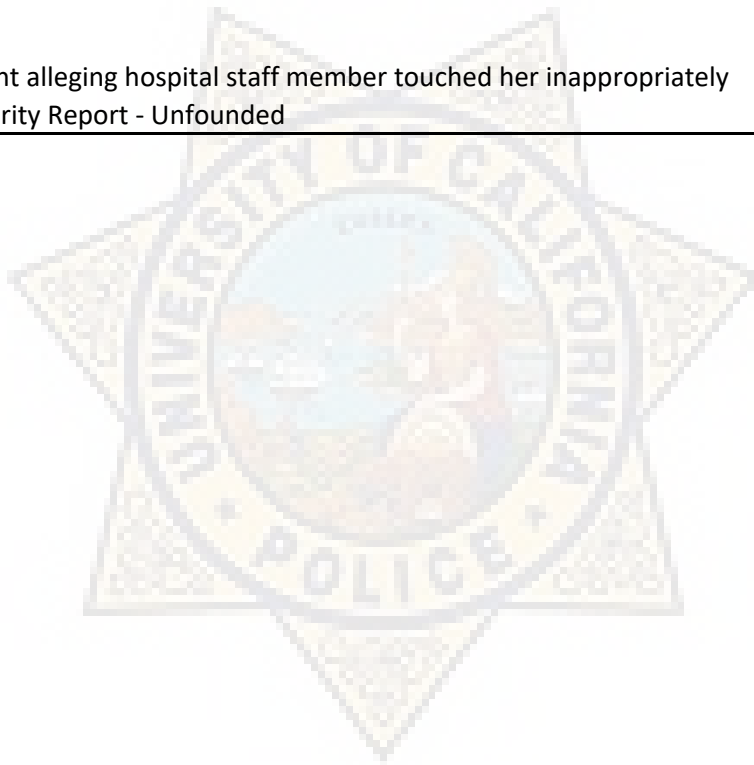 nt alleging hospital staff member touched her inappropriately
rity Report - Unfounded
UNIVERSITY OF CALIFORNIA
POLICE